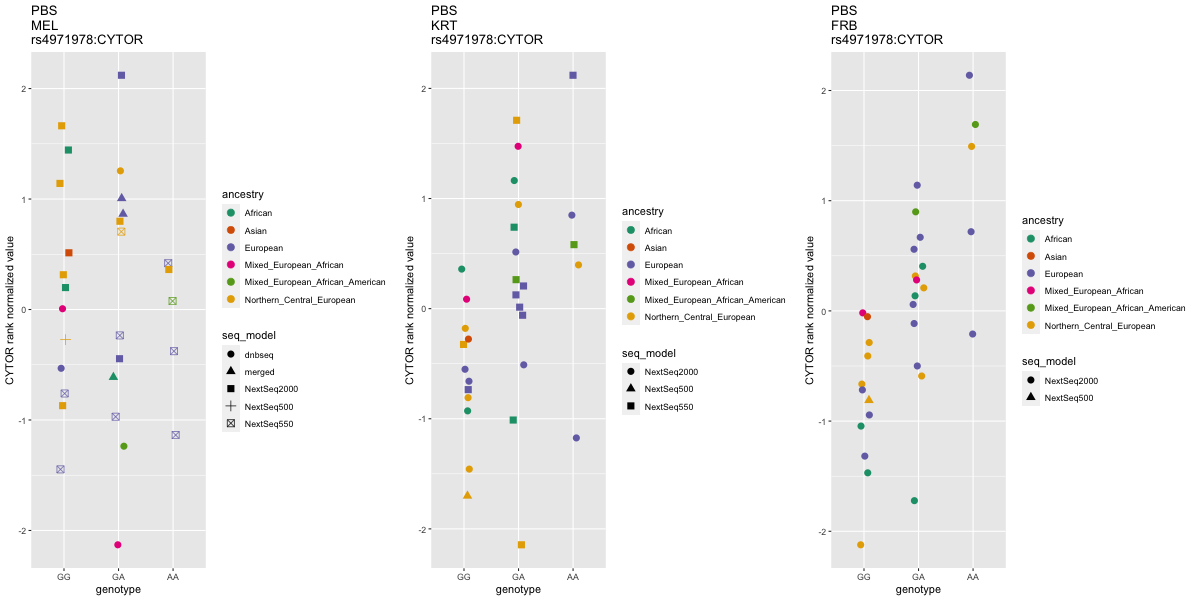 PBS
MEL
rs4971978:CYTOR
CYTOR rank normalized value
2
1
0
-1
-2
GG GA AA
genotype
ancestry
African
Asian
European
Mixed_European_African
Mixed_European_African_American
Northern_Central_European
seq_model
dnbseq
merged
NextSeq2000
NextSeq500
NextSeq550
PBS
KRT
rs4971978:CYTOR
CYTOR rank normalized value
2
1
0
-1
-2
GG GA AA
genotype
ancestry
African
Asian
European
Mixed_European_African
Mixed_European_African_American
Northern_Central_European
seq_model
NextSeq2000
NextSeq500
NextSeq550
PBS
FRB
rs4971978:CYTOR
CYTOR rank normalized value
2
1
0
-1
-2
GG GA AA
genotype
ancestry
African
Asian
European
Mixed_European_African
Mixed_European_African_American
Northern_Central_European
seq_model
NextSeq2000
NextSeq500